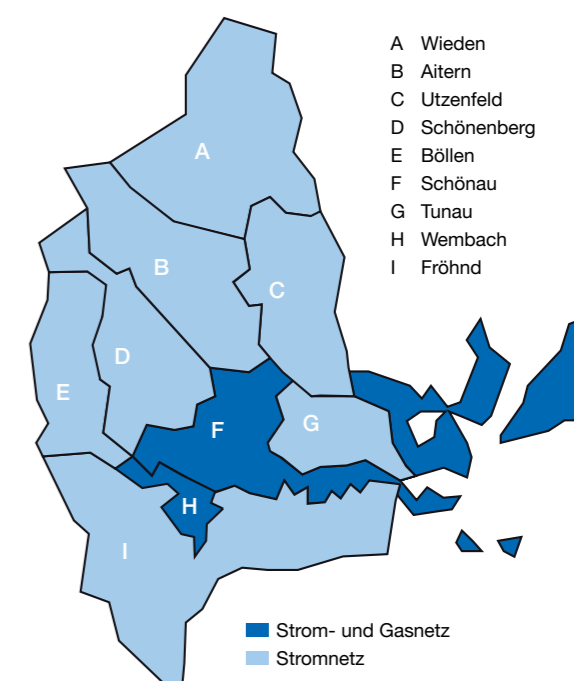 A Wieden
B Aitern
C Utzenfeld
D Schönenberg
E Böllen
F Schönau
G Tunau
H Wembach
I Fröhnd
A
B
C
D
E
F
G
H
I
Strom- und Gasnetz
Stromnetz